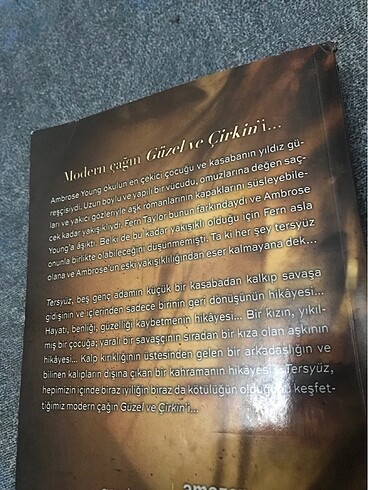 Modern çağın Güzel ve Çirkin'i...
Ambrose Young okulun en çekici çocuğu ve kasabanın yıldız gü-
reşçisiydi. Uzun boylu ve yapılı bir vücudu, omuzlarına değen saç-
ları ve yakıcı gözleriyle aşk romanlarının kapaklarını süsleyebile-
cek kadar yakışıklıydı. Fern Taylor bunun farkındaydı ve Ambrose
Young'a âşıktı. Belki de bu kadar yakışıklı olduğu için Fern asla
onunla birlikte olabileceğini düşünmemişti. Ta ki her şey tersyüz
olana ve Ambrose'un eski yakışıklılığından eser kalmayana dek...
Tersyüz, beş genç adamın küçük bir kasabadan kalkıp savaşa
gidişinin ve içlerinden sadece birinin geri dönüşünün hikâyesi...
Hayatı, benliği, güzelliği kaybetmenin hikâyesi... Bir kızın, yıkıl-
mış bir çocuğa; yaralı bir savaşçının sıradan bir kıza olan aşkının
hikâyesi... Kalp kırıklığının üstesinden gelen bir arkadaşlığın ve
bilinen kalıpların dışına çıkan bir kahramanın hikâyesi... Tersyüz,
hepimizin içinde biraz iyiliğin biraz da kötülüğün olduğunu keşfet-
tiğimiz modern çağın Güzel ve Çirkin'i...
amazon